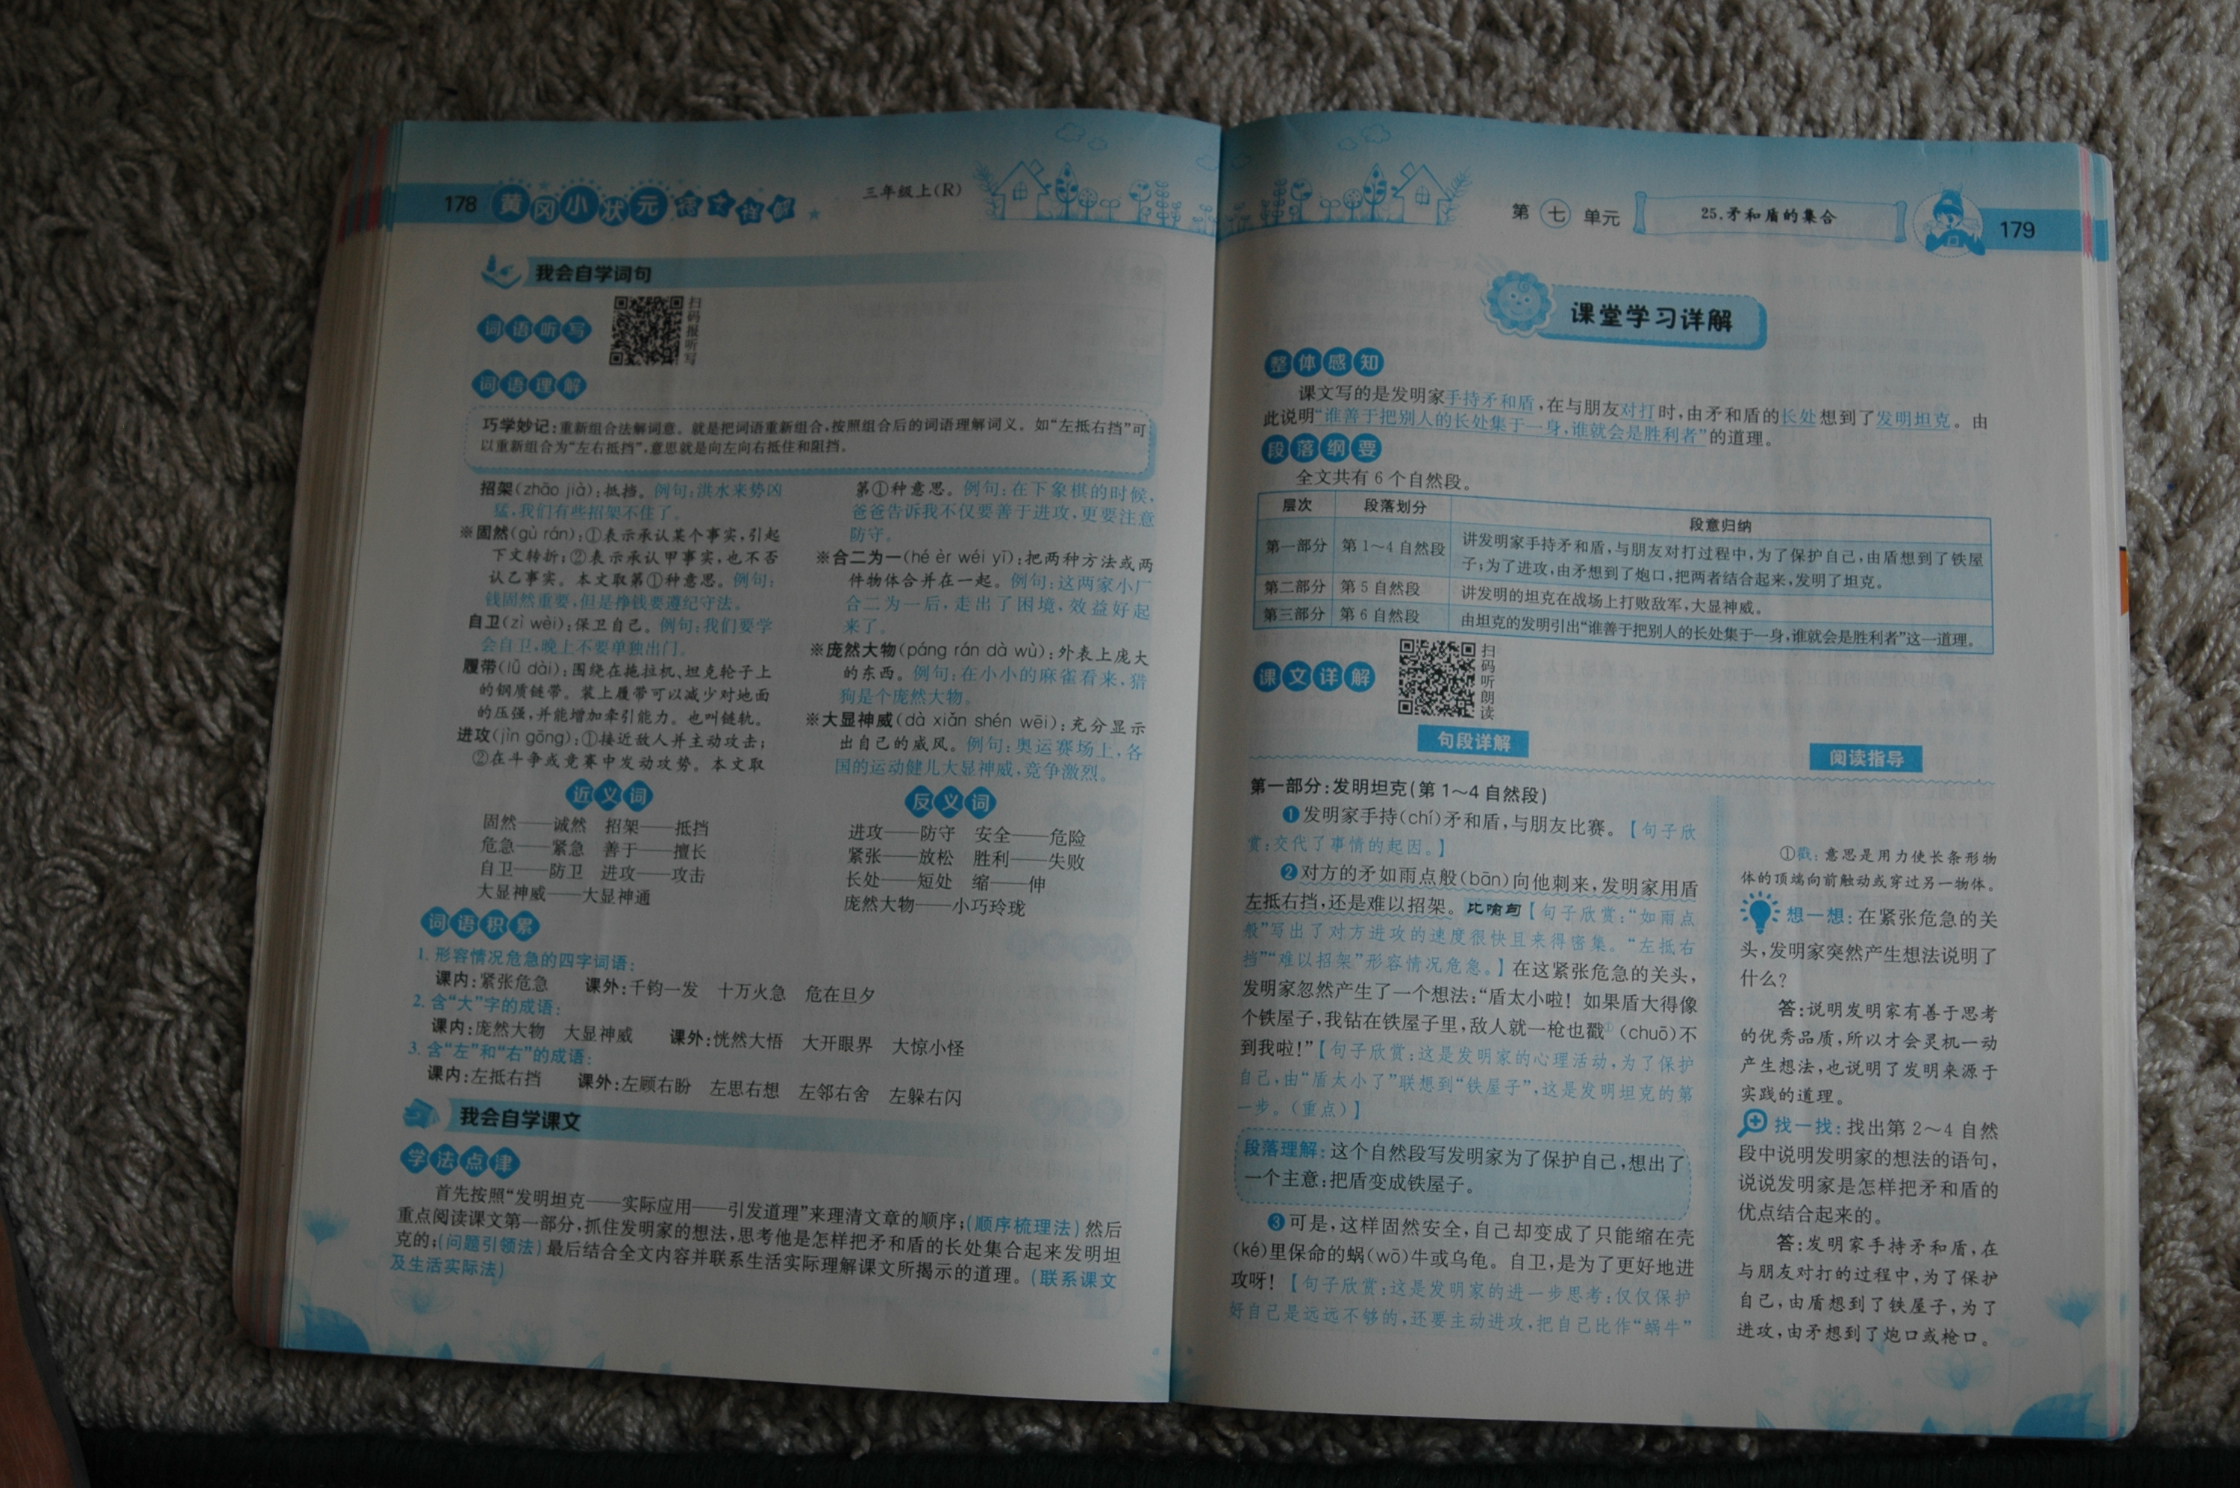 178 黄冈小状元 语文详解 三年级上(R)
我会自学词句
词语听写
扫码报听写
词语理解
巧学妙记:重新组合法解词意。就是把词语重新组合,按照组合后的词语理解词义。如“左抵右挡”可
以重新组合为“左右抵挡”,意思就是向左向右抵住和阻挡。
招架(zhāo jià):抵挡。例句:洪水来势凶
猛,我们有些招架不住了。
※固然(gù rán):①表示承认某个事实,引起
下文转折;②表示承认甲事实,也不否
认乙事实。本文取第①种意思。例句:
钱固然重要,但是挣钱要遵纪守法。
自卫(zì wèi):保卫自己。例句:我们要学
会自卫,晚上不要单独出门。
履带(lǚ dài):围绕在拖拉机、坦克轮子上
的钢质链带。装上履带可以减少对地面
的压强,并能增加牵引能力。也叫链轨。
进攻(jìn gōng):①接近敌人并主动攻击;
②在斗争或竞赛中发动攻势。本文取
第①种意思。例句:在下象棋的时候,
爸爸告诉我不仅要善于进攻,更要注意
防守。
※合二为一(hé èr wéi yī):把两种方法或两
件物体合并在一起。例句:这两家小厂
合二为一后,走出了困境,效益好起
来了。
※庞然大物(páng rán dà wù):外表上庞大
的东西。例句:在小小的麻雀看来,猎
狗是个庞然大物。
※大显神威(dà xiǎn shén wēi):充分显示
出自己的威风。例句:奥运赛场上,各
国的运动健儿大显神威,竞争激烈。
近义词
固然——诚然 招架——抵挡
危急——紧急 善于——擅长
自卫——防卫 进攻——攻击
大显神威——大显神通
反义词
进攻——防守 安全——危险
紧张——放松 胜利——失败
长处——短处 缩——伸
庞然大物——小巧玲珑
词语积累
1. 形容情况危急的四字词语:
课内:紧张危急 课外:千钧一发 十万火急 危在旦夕
2. 含“大”字的成语:
课内:庞然大物 大显神威 课外:恍然大悟 大开眼界 大惊小怪
3. 含“左”和“右”的成语:
课内:左抵右挡 课外:左顾右盼 左思右想 左邻右舍 左躲右闪
我会自学课文
学法点津
首先按照“发明坦克——实际应用——引发道理”来理清文章的顺序;(顺序梳理法)然后
重点阅读课文第一部分,抓住发明家的想法,思考他是怎样把矛和盾的长处集合起来发明坦
克的;(问题引领法)最后结合全文内容并联系生活实际理解课文所揭示的道理。(联系课文
及生活实际法)
第七单元 25.矛和盾的集合 179
课堂学习详解
整体感知
课文写的是发明家手持矛和盾,在与朋友对打时,由矛和盾的长处想到了发明坦克。由
此说明“谁善于把别人的长处集于一身,谁就会是胜利者”的道理。
段落纲要
全文共有 6 个自然段。
层次 段落划分 段意归纳
第一部分 第 1～4 自然段 讲发明家手持矛和盾,与朋友对打过程中,为了保护自己,由盾想到了铁屋
子;为了进攻,由矛想到了炮口,把两者结合起来,发明了坦克。
第二部分 第 5 自然段 讲发明的坦克在战场上打败敌军,大显神威。
第三部分 第 6 自然段 由坦克的发明引出“谁善于把别人的长处集于一身,谁就会是胜利者”这一道理。
课文详解
扫码听朗读
句段详解
第一部分:发明坦克(第 1～4 自然段)
❶发明家手持(chí)矛和盾,与朋友比赛。【句子欣
赏:交代了事情的起因。】
❷对方的矛如雨点般(bān)向他刺来,发明家用盾
左抵右挡,还是难以招架。比喻句【句子欣赏:“如雨点
般”写出了对方进攻的速度很快且来得密集。“左抵右
挡”“难以招架”形容情况危急。】在这紧张危急的关头,
发明家忽然产生了一个想法:“盾太小啦!如果盾大得像
个铁屋子,我钻在铁屋子里,敌人就一枪也戳①(chuō)不
到我啦!”【句子欣赏:这是发明家的心理活动,为了保护
自己,由“盾太小了”联想到“铁屋子”,这是发明坦克的第
一步。(重点)】
段落理解:这个自然段写发明家为了保护自己,想出了
一个主意:把盾变成铁屋子。
❸可是,这样固然安全,自己却变成了只能缩在壳
(ké)里保命的蜗(wō)牛或乌龟。自卫,是为了更好地进
攻呀!【句子欣赏:这是发明家的进一步思考:仅仅保护
好自己是远远不够的,还要主动进攻;把自己比作“蜗牛”
阅读指导
①戳:意思是用力使长条形物
体的顶端向前触动或穿过另一物体。
想一想:在紧张危急的关
头,发明家突然产生想法说明了
什么?
答:说明发明家有善于思考
的优秀品质,所以才会灵机一动
产生想法,也说明了发明来源于
实践的道理。
找一找:找出第 2～4 自然
段中说明发明家的想法的语句,
说说发明家是怎样把矛和盾的
优点结合起来的。
答:发明家手持矛和盾,在
与朋友对打的过程中,为了保护
自己,由盾想到了铁屋子,为了
进攻,由矛想到了炮口或枪口。